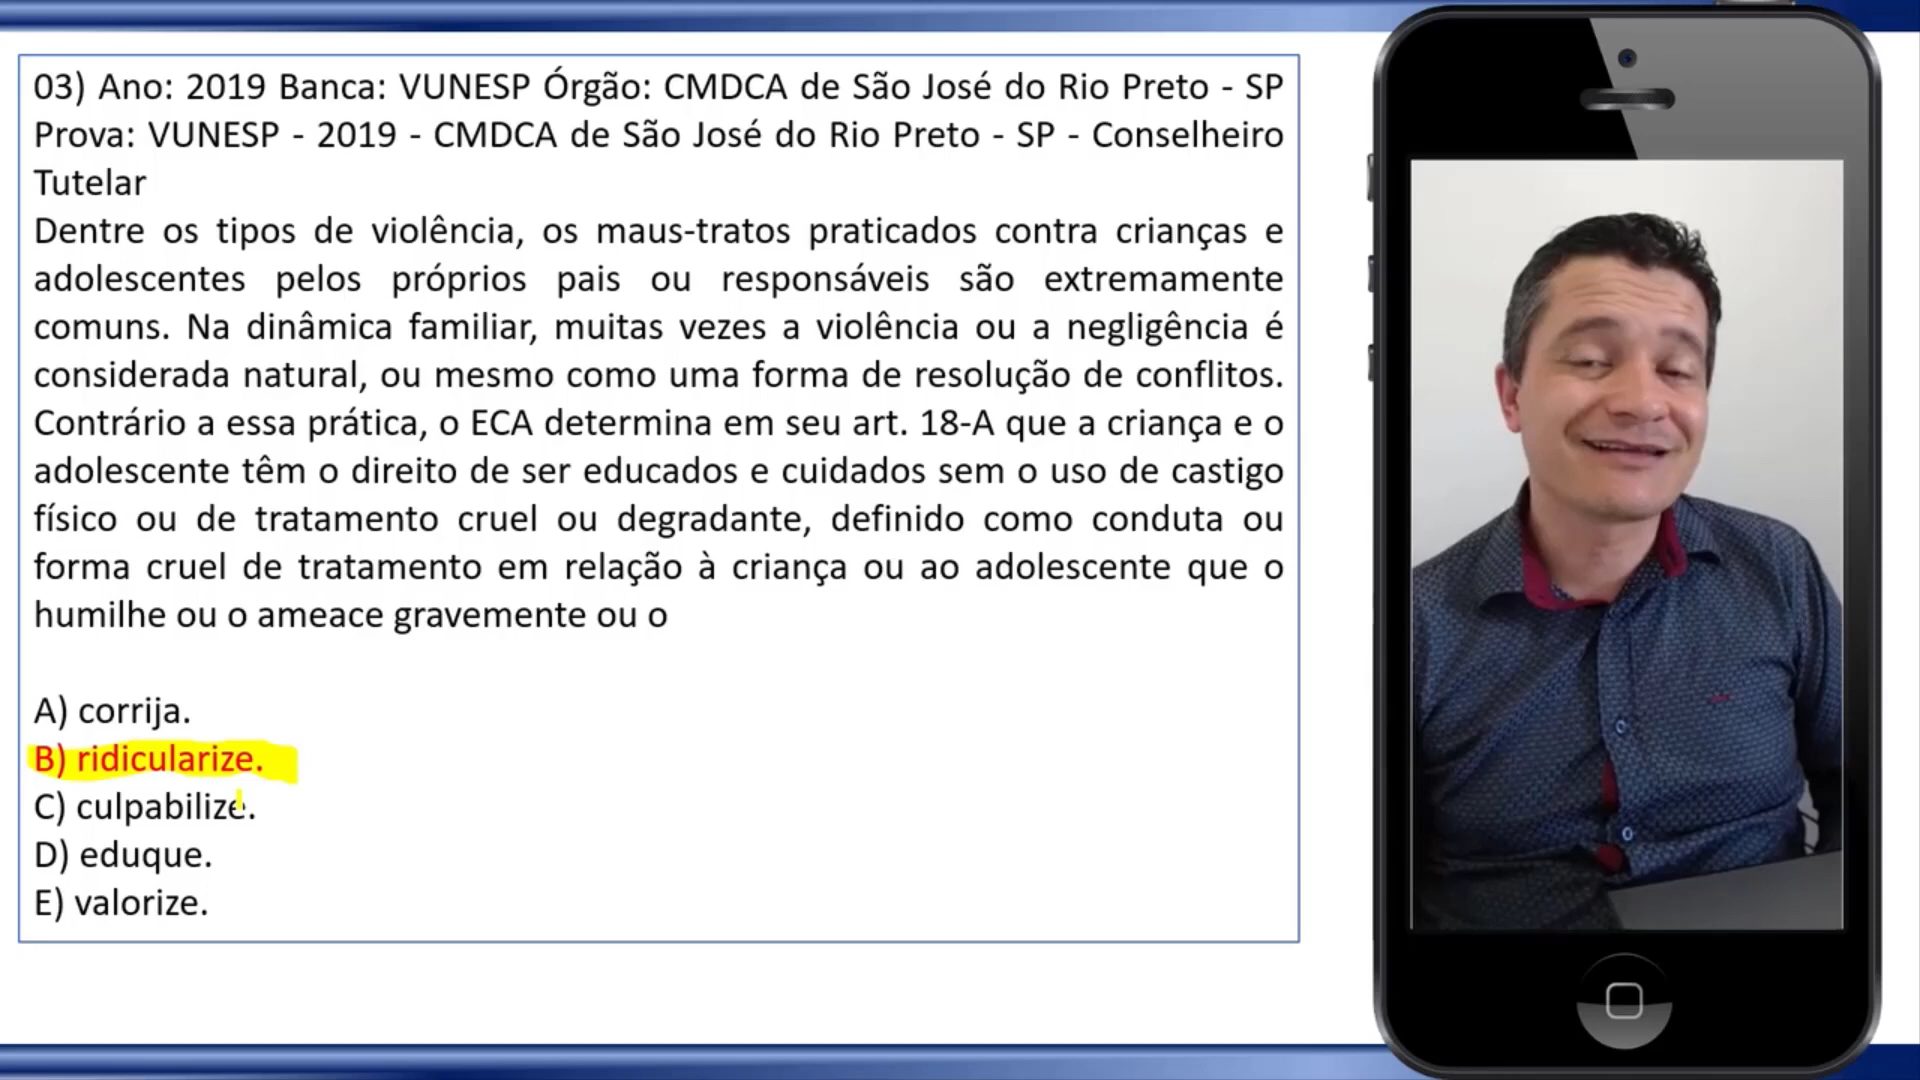 03) Ano: 2019 Banca: VUNESP Órgão: CMDCA de São José do Rio Preto - SP
Prova: VUNESP - 2019 - CMDCA de São José do Rio Preto - SP - Conselheiro
Tutelar
Dentre os tipos de violência, os maus-tratos praticados contra crianças e
adolescentes pelos próprios pais ou responsáveis são extremamente
comuns. Na dinâmica familiar, muitas vezes a violência ou a negligência é
considerada natural, ou mesmo como uma forma de resolução de conflitos.
Contrário a essa prática, o ECA determina em seu art. 18-A que a criança e o
adolescente têm o direito de ser educados e cuidados sem o uso de castigo
físico ou de tratamento cruel ou degradante, definido como conduta ou
forma cruel de tratamento em relação à criança ou ao adolescente que o
humilhe ou o ameace gravemente ou o
A) corrija.
B) ridicularize.
C) culpabilize.
D) eduque.
E) valorize.